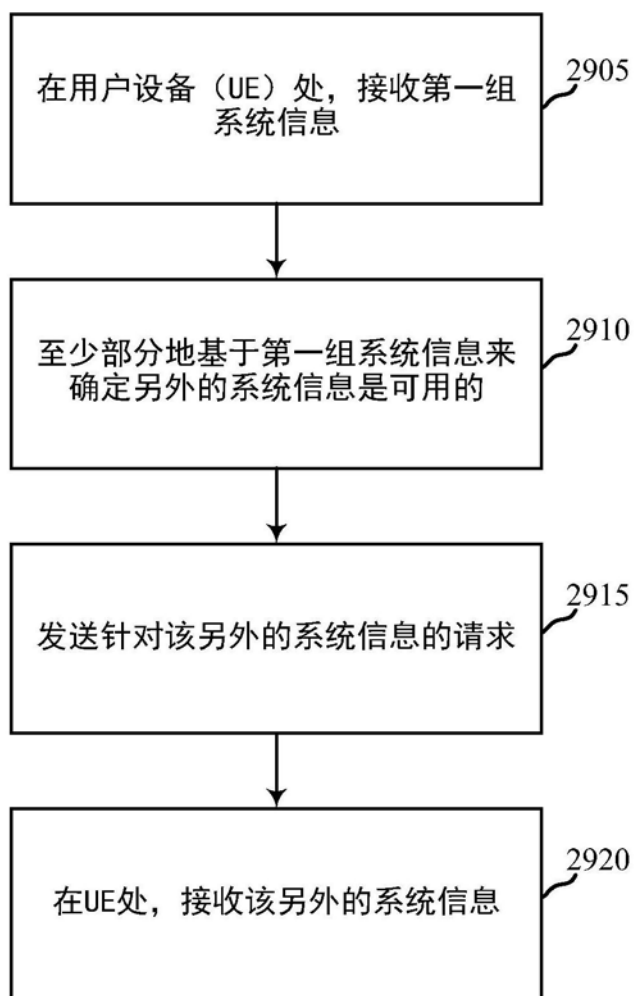 在用户设备（UE）处，接收第一组
系统信息
2905
至少部分地基于第一组系统信息来
确定另外的系统信息是可用的
2910
发送针对该另外的系统信息的请求
2915
在UE处，接收该另外的系统信息
2920